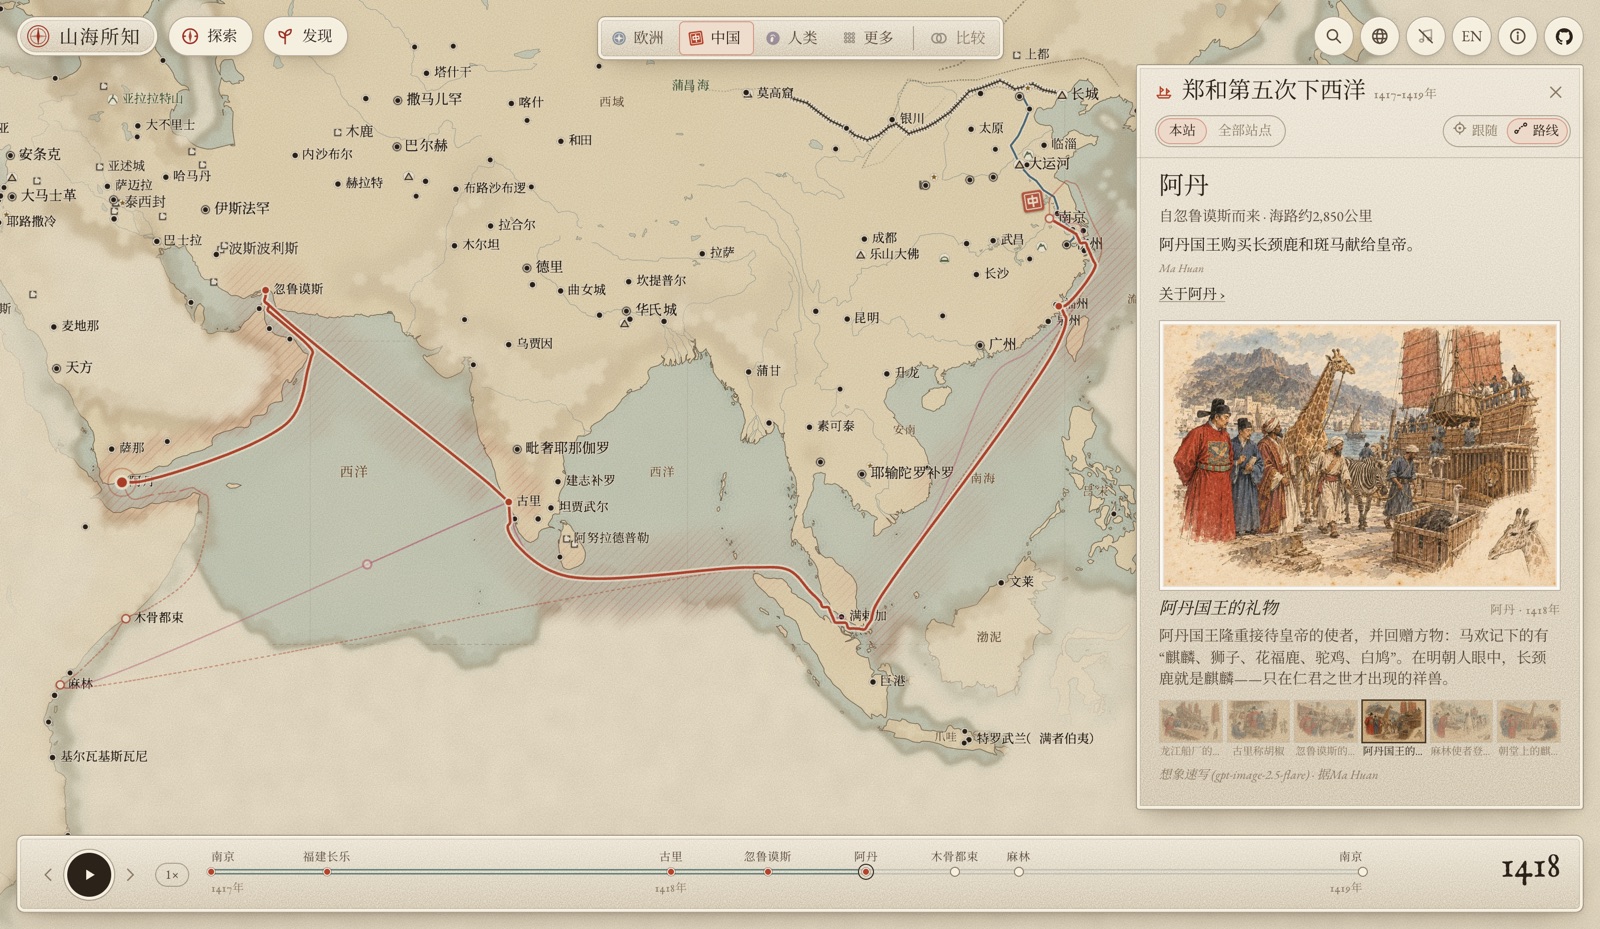 山海所知
探索
发现
欧洲
中国
人类
更多
比较
EN
郑和第五次下西洋 1417-1419年
本站
全部站点
跟随
路线
阿丹
自忽鲁谟斯而来 · 海路约2,850公里
阿丹国王购买长颈鹿和斑马献给皇帝。
Ma Huan
关于阿丹 ›
阿丹国王的礼物
阿丹 · 1418年
阿丹国王隆重接待皇帝的使者，并回赠方物：马欢记下的有
“麒麟、狮子、花福鹿、驼鸡、白鸠”。在明朝人眼中，长颈
鹿就是麒麟——只在仁君之世才出现的祥兽。
龙江船厂的...
古里称胡椒
忽鲁谟斯的...
阿丹国王的...
麻林使者登...
朝堂上的麒...
想象速写 (gpt-image-2.5-flare) · 据Ma Huan
上都
塔什干
蒲昌海
莫高窟
长城
亚拉拉特山
撒马儿罕
喀什
西域
银川
大不里士
木鹿
太原
和田
临淄
安条克
内沙布尔
巴尔赫
大运河
亚述城
哈马丹
萨迈拉
赫拉特
布路沙布逻
大马士革
泰西封
中
伊斯法罕
南京
耶路撒冷
拉合尔
巴士拉
波斯波利斯
木尔坦
拉萨
成都
武昌
州
乐山大佛
德里
坎提普尔
长沙
忽鲁谟斯
曲女城
华氏城
州
麦地那
昆明
州
乌贾因
广州
天方
蒲甘
升龙
素可泰
安南
萨那
毗奢耶那伽罗
西洋
西洋
耶输陀罗补罗
南海
建志补罗
古里
坦贾武尔
阿努拉德普勒
文莱
木骨都束
满剌加
渤泥
麻林
巨港
爪哇
特罗武兰（满者伯夷）
基尔瓦基斯瓦尼
1×
南京
福建长乐
古里
忽鲁谟斯
阿丹
木骨都束
麻林
南京
1417年
1418年
1419年
1418